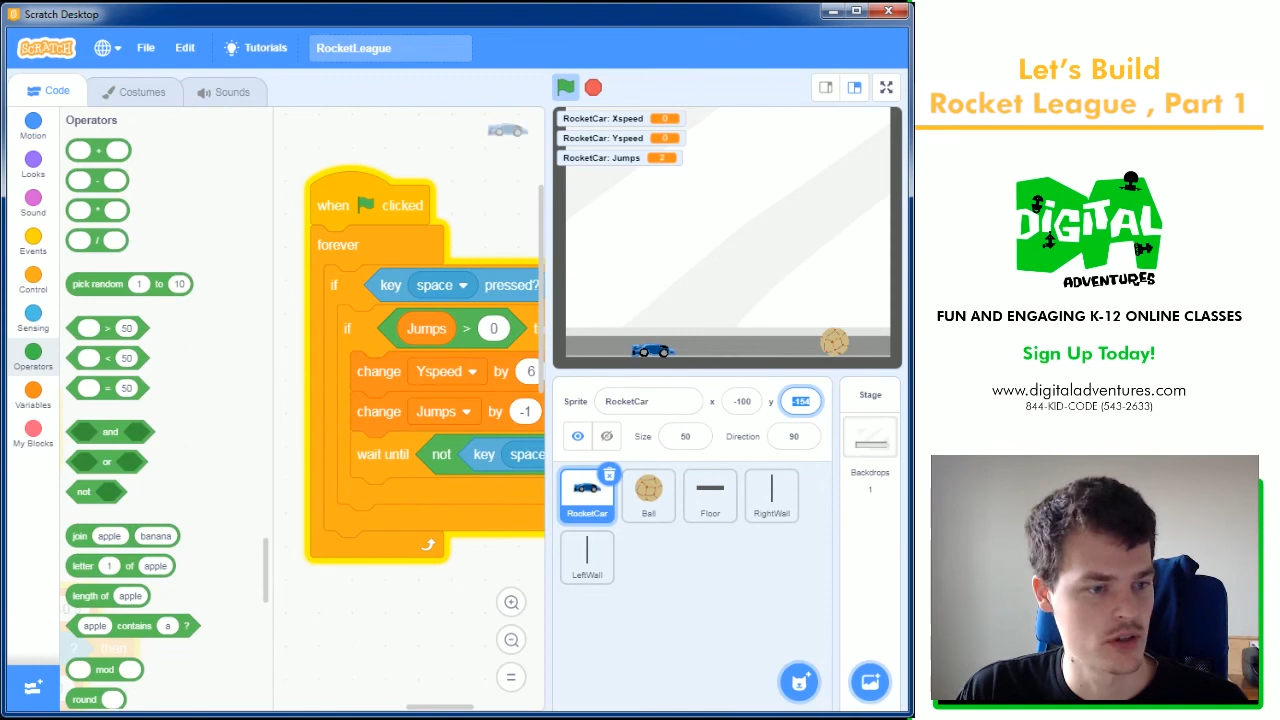 Scratch Desktop
SCRATCH
File
Edit
Tutorials
RocketLeague
Code
Costumes
Sounds
Motion
Looks
Sound
Events
Control
Sensing
Operators
Variables
My Blocks
Operators
+
-
*
/
pick random 1 to 10
> 50
< 50
= 50
and
or
not
join apple banana
letter 1 of apple
length of apple
apple contains a ?
mod
round
when clicked
forever
if key space pressed?
if Jumps > 0
change Yspeed by 6
change Jumps by -1
wait until not key space
then
RocketCar: Xspeed 0
RocketCar: Yspeed 0
RocketCar: Jumps 2
Sprite RocketCar x -100 y -154
Size 50 Direction 90
RocketCar
Ball
Floor
RightWall
LeftWall
Stage
Backdrops
1
Let's Build
Rocket League , Part 1
DIGITAL
ADVENTURES
FUN AND ENGAGING K-12 ONLINE CLASSES
Sign Up Today!
www.digitaladventures.com
844-KID-CODE (543-2633)